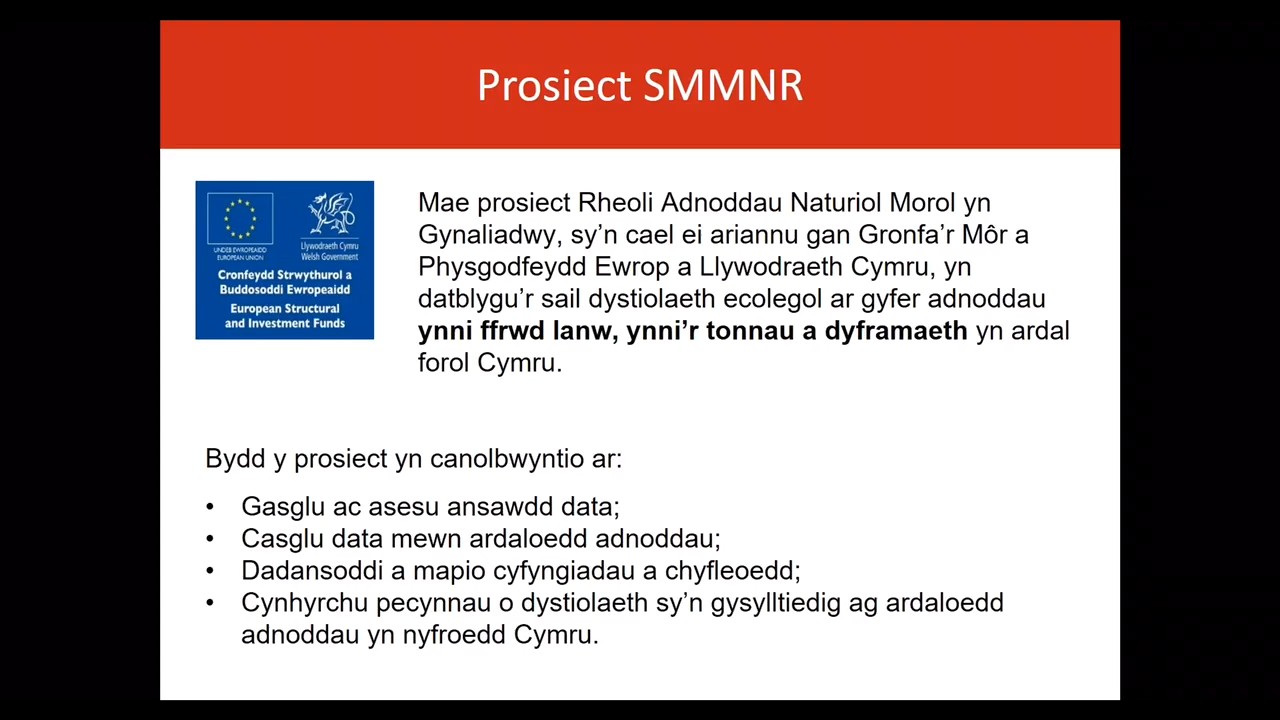 Prosiect SMMNR
UNDEB EWROPEAIDD
EUROPEAN UNION
Llywodraeth Cymru
Welsh Government
Cronfeydd Strwythurol a
Buddosoddi Ewropeaidd
European Structural
and Investment Funds
Mae prosiect Rheoli Adnoddau Naturiol Morol yn
Gynaliadwy, sy’n cael ei ariannu gan Gronfa’r Môr a
Physgodfeydd Ewrop a Llywodraeth Cymru, yn
datblygu’r sail dystiolaeth ecolegol ar gyfer adnoddau
ynni ffrwd lanw, ynni’r tonnau a dyframaeth yn ardal
forol Cymru.
Bydd y prosiect yn canolbwyntio ar:
• Gasglu ac asesu ansawdd data;
• Casglu data mewn ardaloedd adnoddau;
• Dadansoddi a mapio cyfyngiadau a chyfleoedd;
• Cynhyrchu pecynnau o dystiolaeth sy’n gysylltiedig ag ardaloedd
adnoddau yn nyfroedd Cymru.